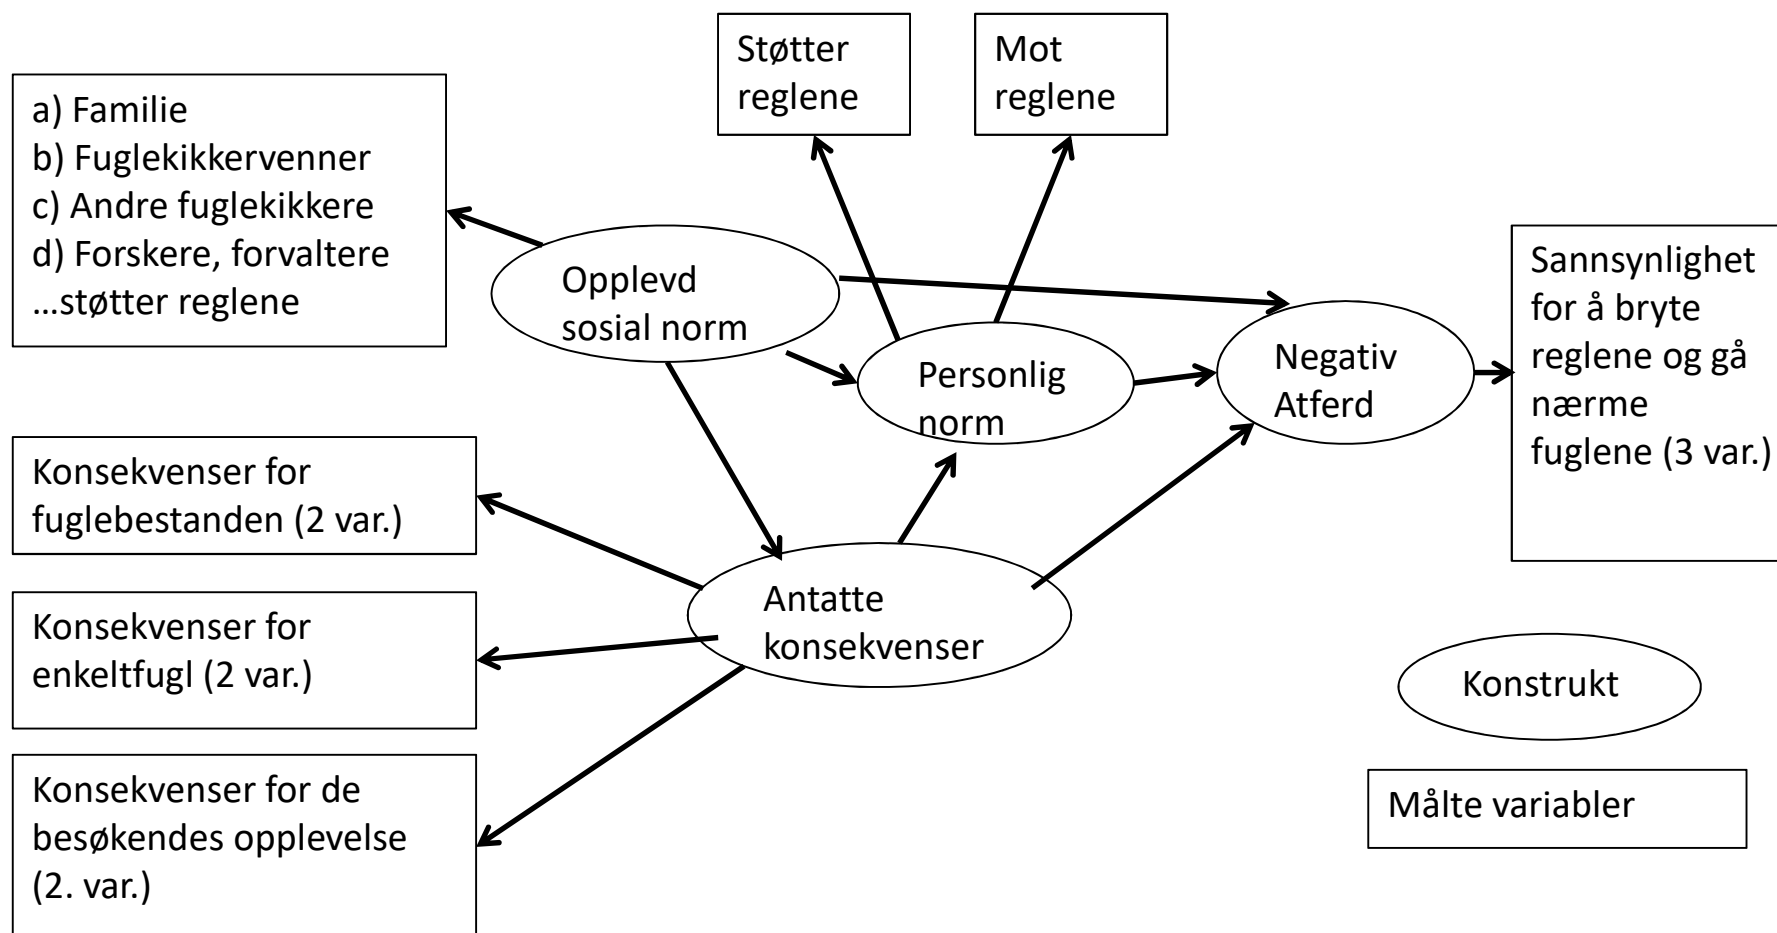 Støtter
reglene
Mot
reglene
a) Familie
b) Fuglekikkervenner
c) Andre fuglekikkere
d) Forskere, forvaltere
...støtter reglene
Opplevd
sosial norm
Personlig
norm
Negativ
Atferd
Sannsynlighet
for å bryte
reglene og gå
nærme
fuglene (3 var.)
Konsekvenser for
fuglebestanden (2 var.)
Antatte
konsekvenser
Konsekvenser for
enkeltfugl (2 var.)
Konstrukt
Konsekvenser for de
besøkendes opplevelse
(2. var.)
Målte variabler